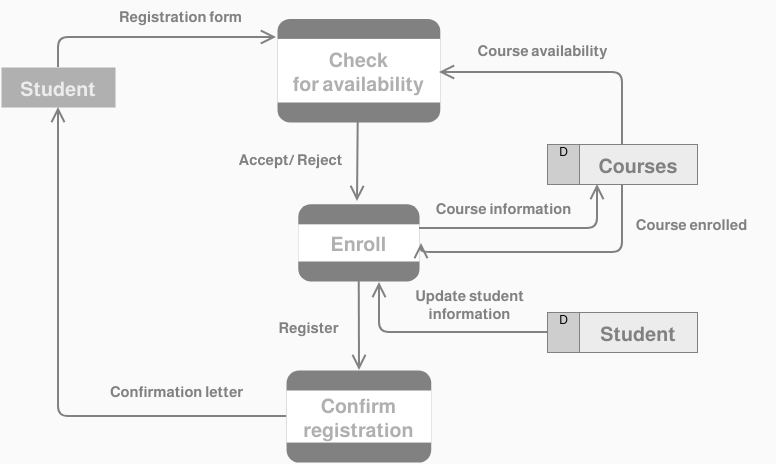 Registration form
Check
for availability
Course availability
Student
Accept/ Reject
D
Courses
Course information
Course enrolled
Enroll
Update student
information
D
Student
Register
Confirmation letter
Confirm
registration